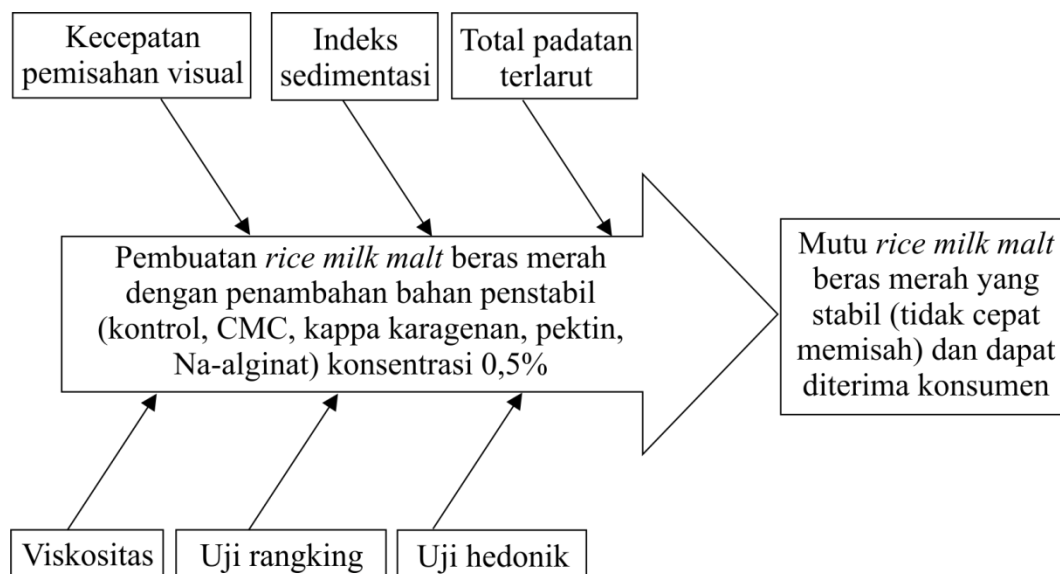 Kecepatan
pemisahan visual
Indeks
sedimentasi
Total padatan
terlarut
Pembuatan rice milk malt beras merah
dengan penambahan bahan penstabil
(kontrol, CMC, kappa karagenan, pektin,
Na-alginat) konsentrasi 0,5%
Mutu rice milk malt
beras merah yang
stabil (tidak cepat
memisah) dan dapat
diterima konsumen
Viskositas
Uji rangking
Uji hedonik